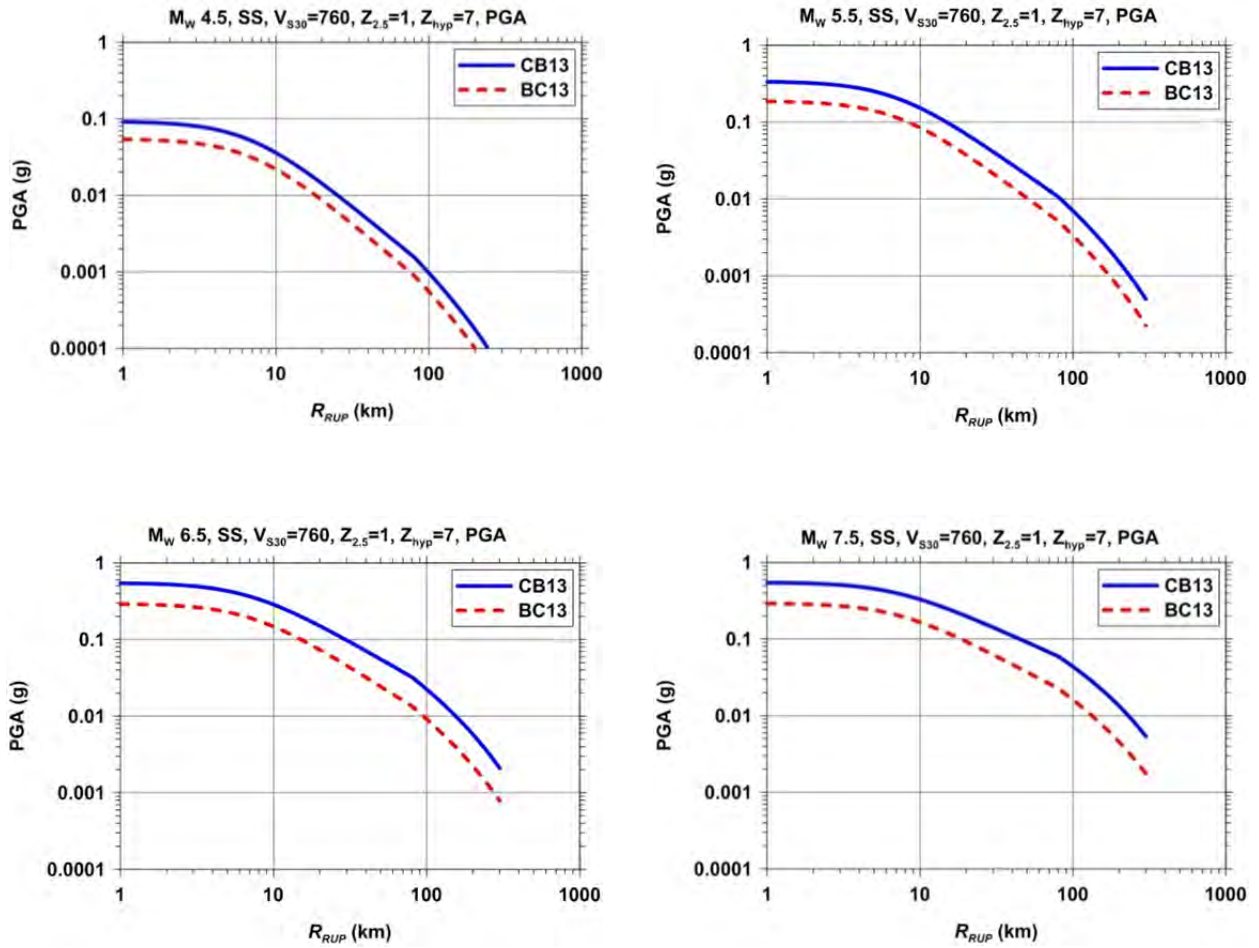 M_W 4.5, SS, V_S30=760, Z_2.5=1, Z_hyp=7, PGA
CB13
BC13
PGA (g)
1
0.1
0.01
0.001
0.0001
1 10 100 1000
R_RUP (km)
M_W 5.5, SS, V_S30=760, Z_2.5=1, Z_hyp=7, PGA
CB13
BC13
PGA (g)
1
0.1
0.01
0.001
0.0001
1 10 100 1000
R_RUP (km)
M_W 6.5, SS, V_S30=760, Z_2.5=1, Z_hyp=7, PGA
CB13
BC13
PGA (g)
1
0.1
0.01
0.001
0.0001
1 10 100 1000
R_RUP (km)
M_W 7.5, SS, V_S30=760, Z_2.5=1, Z_hyp=7, PGA
CB13
BC13
PGA (g)
1
0.1
0.01
0.001
0.0001
1 10 100 1000
R_RUP (km)